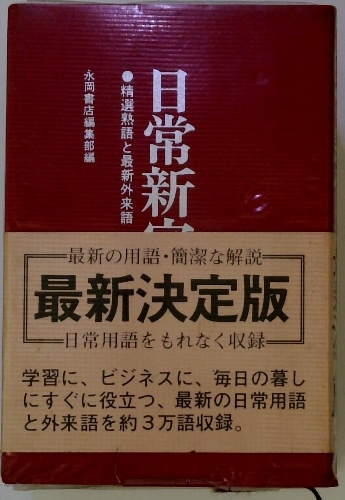 日常新
●精選熟語と最新外来語
永岡書店編集部編
最新の用語・簡潔な解説
最新決定版
日常用語をもれなく収録
学習に、ビジネスに、毎日の暮し
にすぐに役立つ、最新の日常用語
と外来語を約3万語収録。